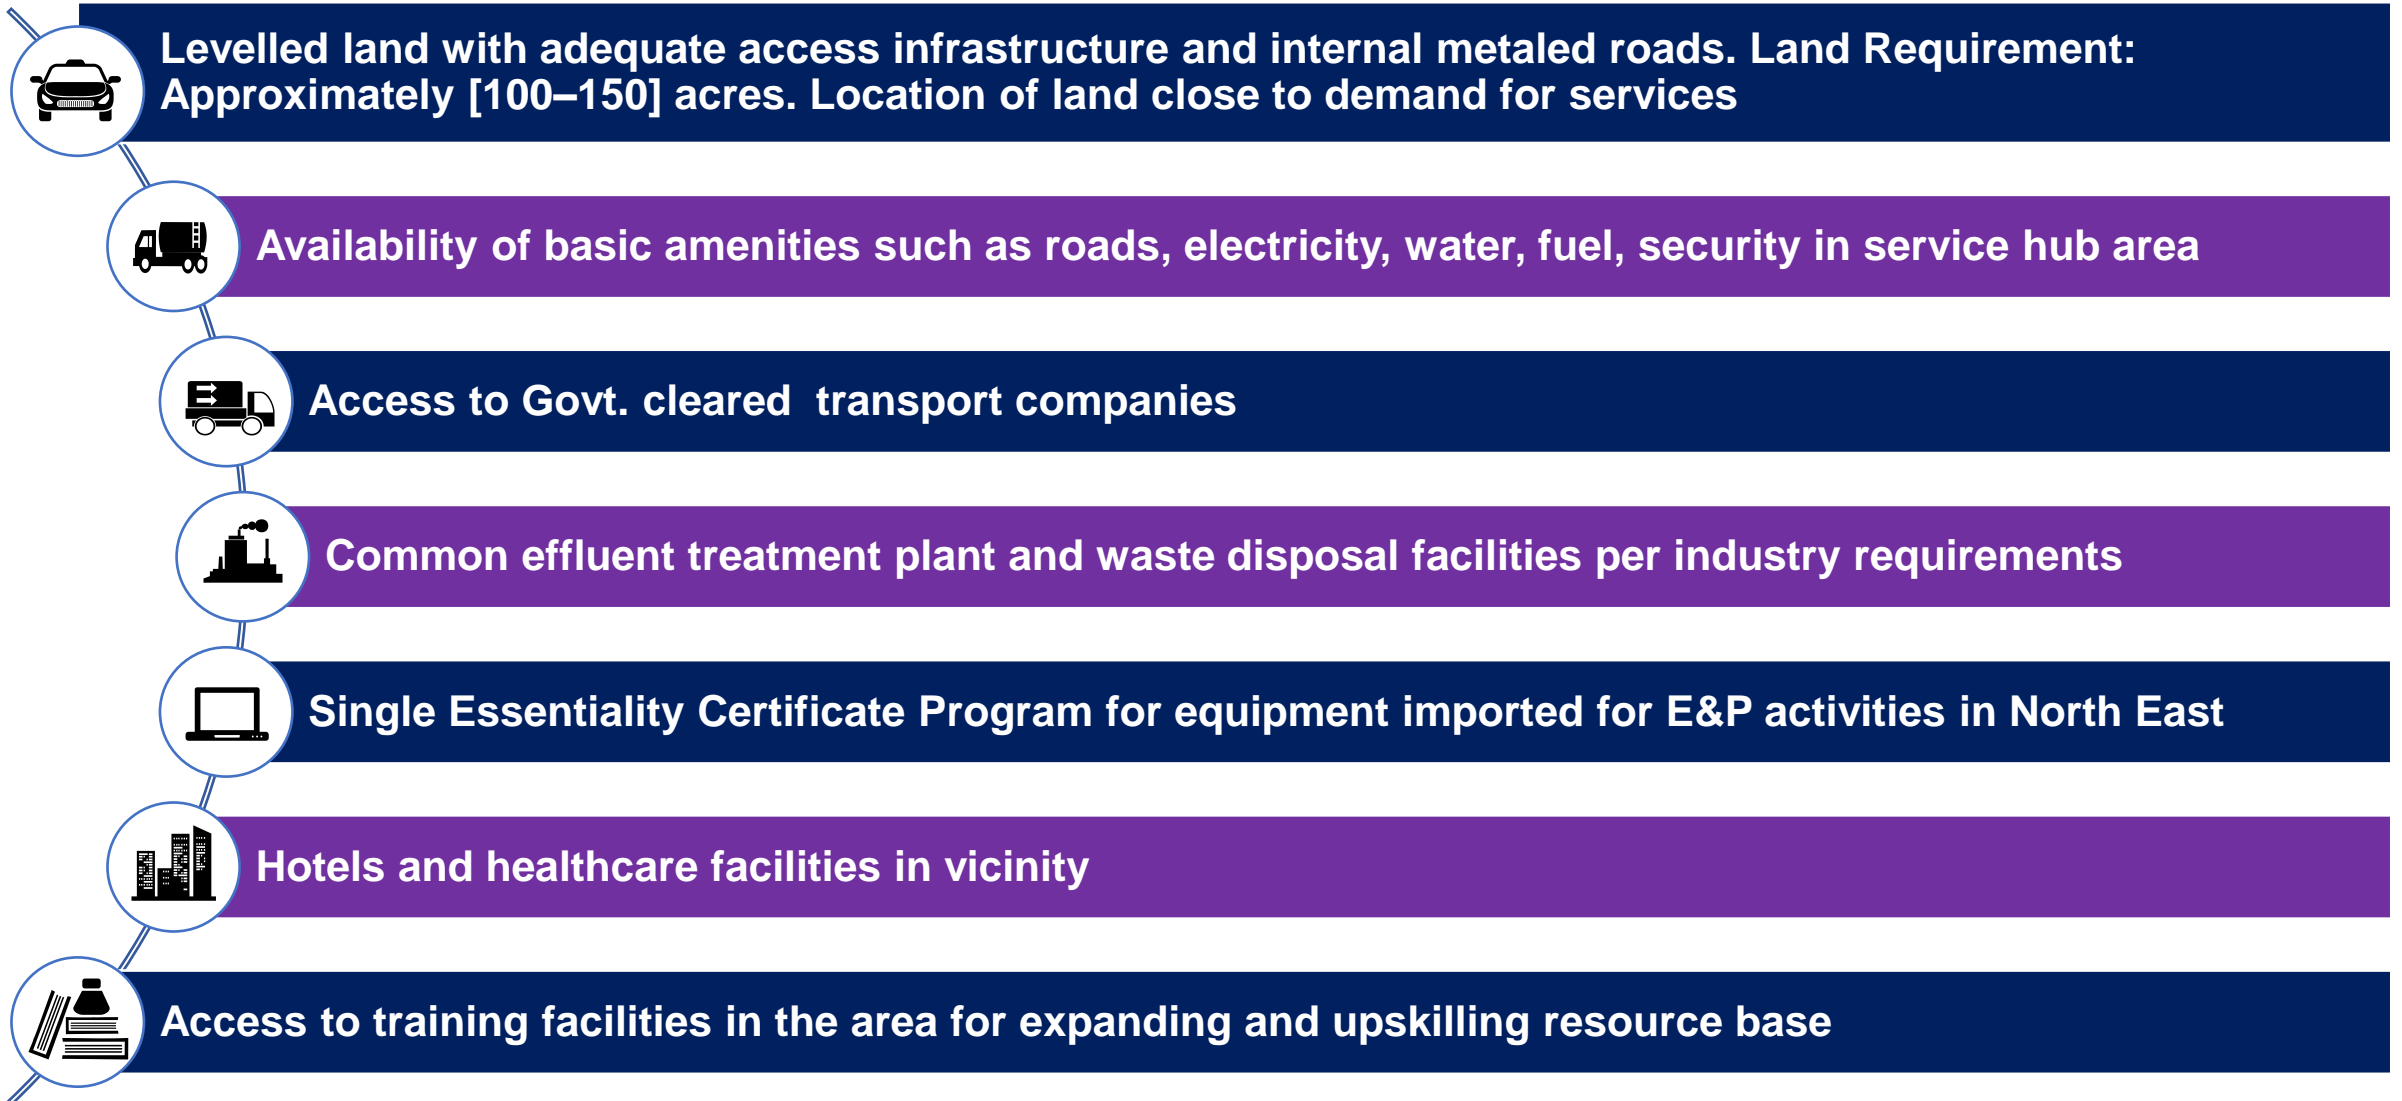 Levelled land with adequate access infrastructure and internal metaled roads. Land Requirement:
Approximately [100–150] acres. Location of land close to demand for services
Availability of basic amenities such as roads, electricity, water, fuel, security in service hub area
Access to Govt. cleared  transport companies
Common effluent treatment plant and waste disposal facilities per industry requirements
Single Essentiality Certificate Program for equipment imported for E&P activities in North East
Hotels and healthcare facilities in vicinity
Access to training facilities in the area for expanding and upskilling resource base